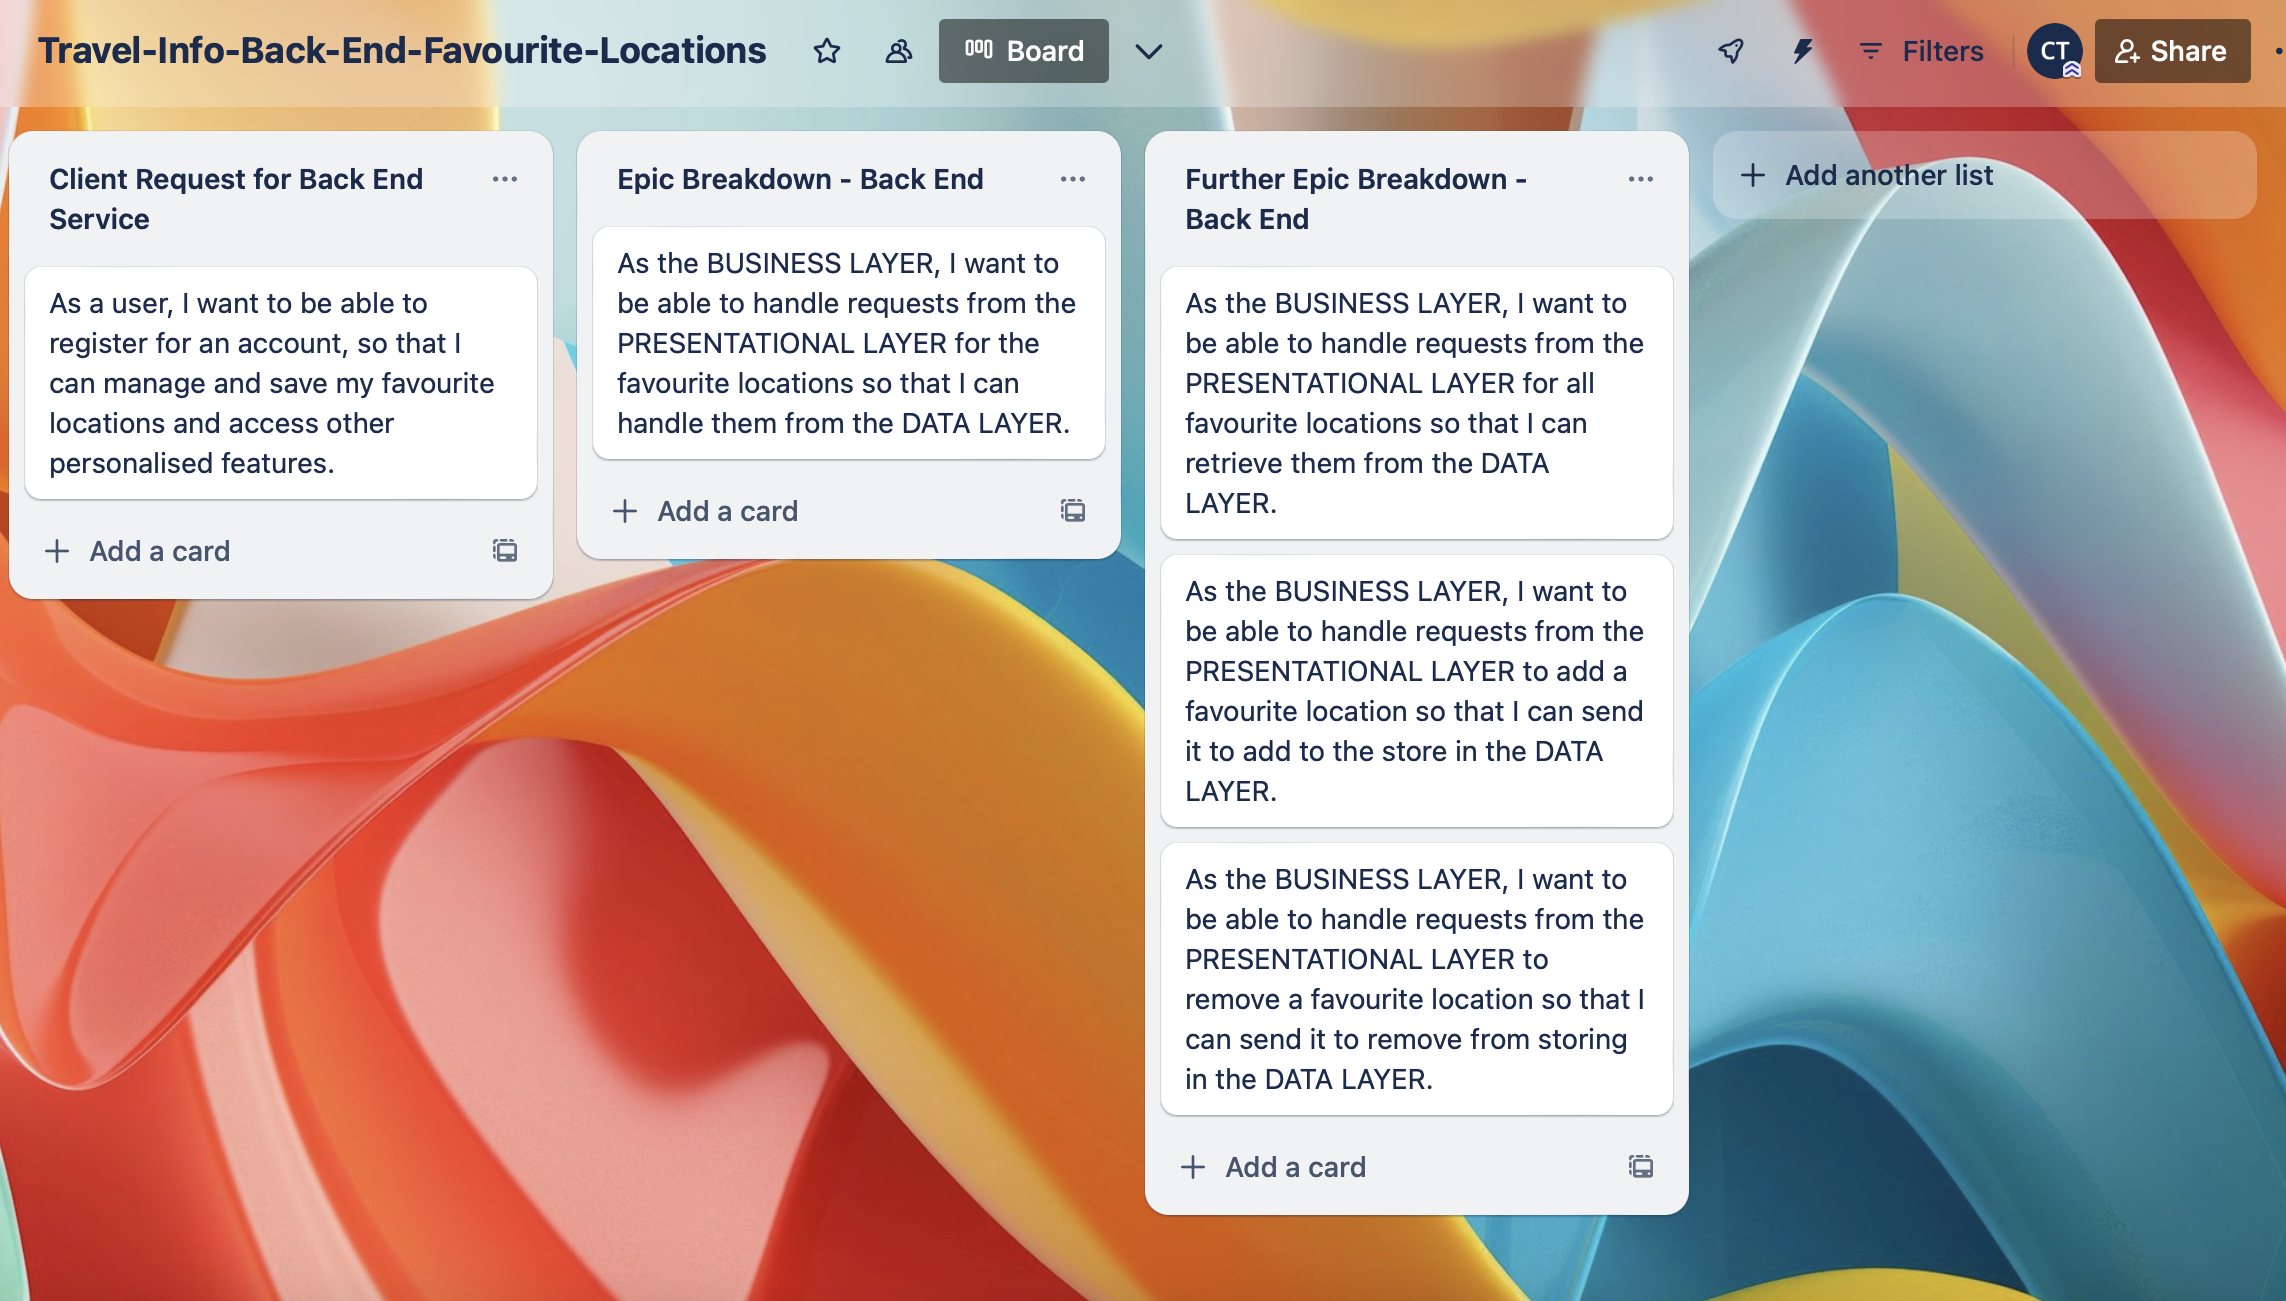 Travel-Info-Back-End-Favourite-Locations
Board
Filters
CT
Share
Client Request for Back End
Service
As a user, I want to be able to
register for an account, so that I
can manage and save my favourite
locations and access other
personalised features.
Add a card
Epic Breakdown - Back End
As the BUSINESS LAYER, I want to
be able to handle requests from the
PRESENTATIONAL LAYER for the
favourite locations so that I can
handle them from the DATA LAYER.
Add a card
Further Epic Breakdown -
Back End
As the BUSINESS LAYER, I want to
be able to handle requests from the
PRESENTATIONAL LAYER for all
favourite locations so that I can
retrieve them from the DATA
LAYER.
As the BUSINESS LAYER, I want to
be able to handle requests from the
PRESENTATIONAL LAYER to add a
favourite location so that I can send
it to add to the store in the DATA
LAYER.
As the BUSINESS LAYER, I want to
be able to handle requests from the
PRESENTATIONAL LAYER to
remove a favourite location so that I
can send it to remove from storing
in the DATA LAYER.
Add a card
Add another list